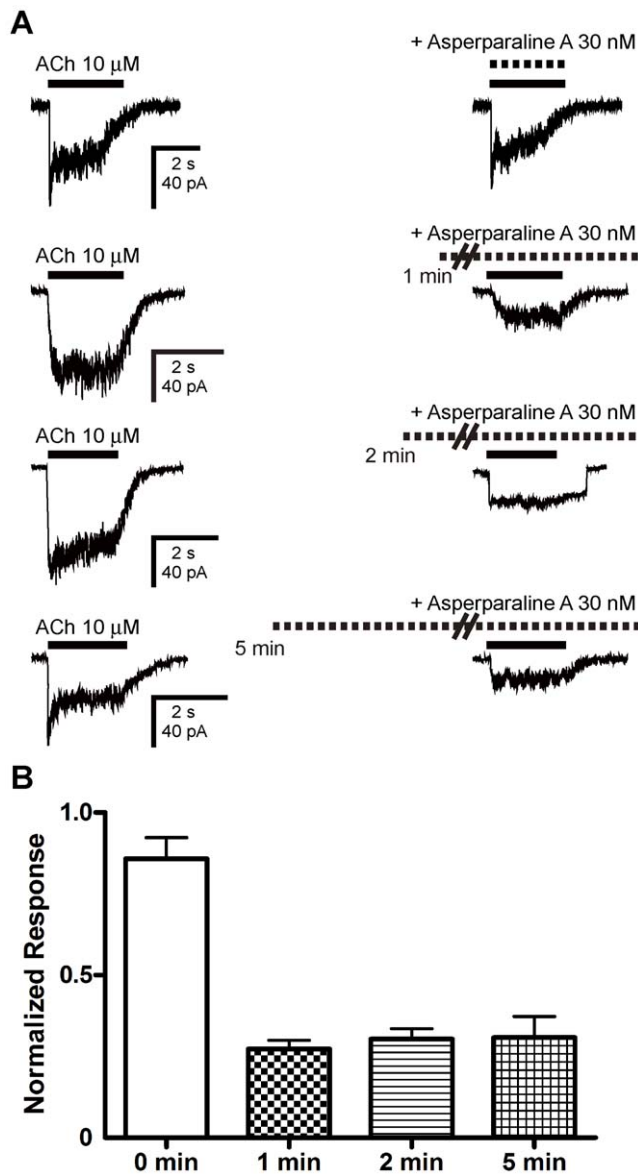 A
ACh 10 μM
+ Asperparaline A 30 nM
2 s
40 pA
ACh 10 μM
+ Asperparaline A 30 nM
1 min
2 s
40 pA
ACh 10 μM
+ Asperparaline A 30 nM
2 min
2 s
40 pA
ACh 10 μM
+ Asperparaline A 30 nM
5 min
2 s
40 pA
B
Normalized Response
1.0
0.5
0
0 min
1 min
2 min
5 min